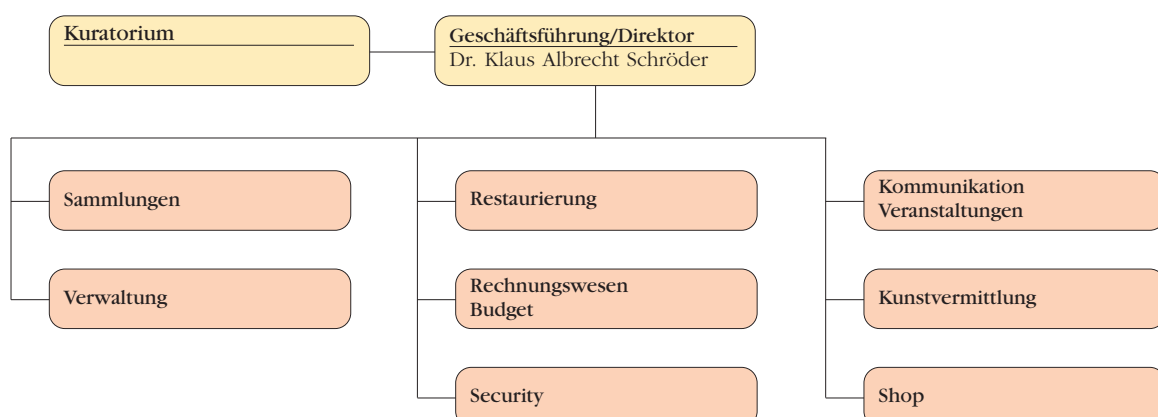 Kuratorium
Geschäftsführung/Direktor
Dr. Klaus Albrecht Schröder
Sammlungen
Restaurierung
Kommunikation
Veranstaltungen
Verwaltung
Rechnungswesen
Budget
Kunstvermittlung
Security
Shop